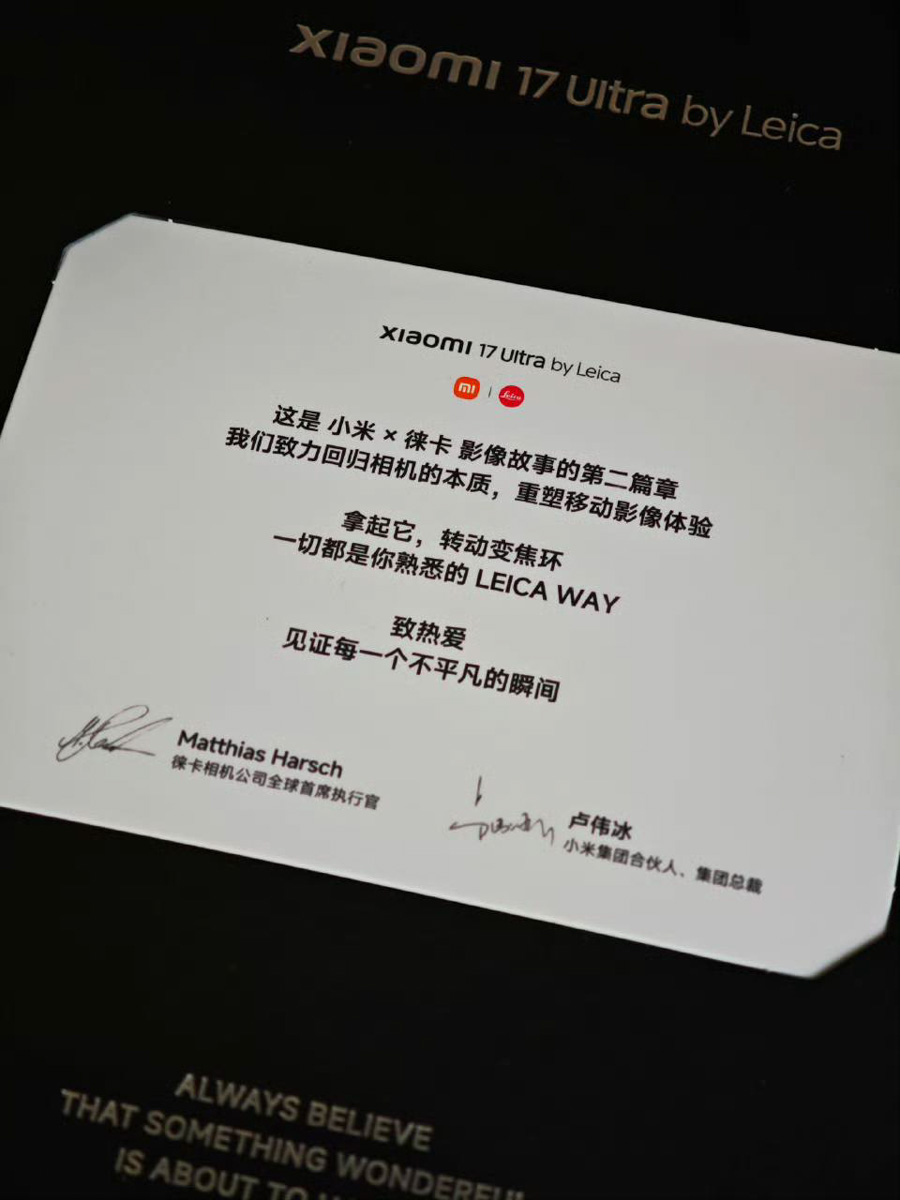 xiaomi 17 Ultra by Leica
xiaomi 17 Ultra by Leica
mi | Leica
这是 小米 × 徕卡 影像故事的第二篇章
我们致力回归相机的本质，重塑移动影像体验
拿起它，转动变焦环
一切都是你熟悉的 LEICA WAY
致热爱
见证每一个不平凡的瞬间
Matthias Harsch
徕卡相机公司全球首席执行官
卢伟冰
小米集团合伙人、集团总裁
ALWAYS BELIEVE
THAT SOMETHING WONDERFUL
IS ABOUT TO